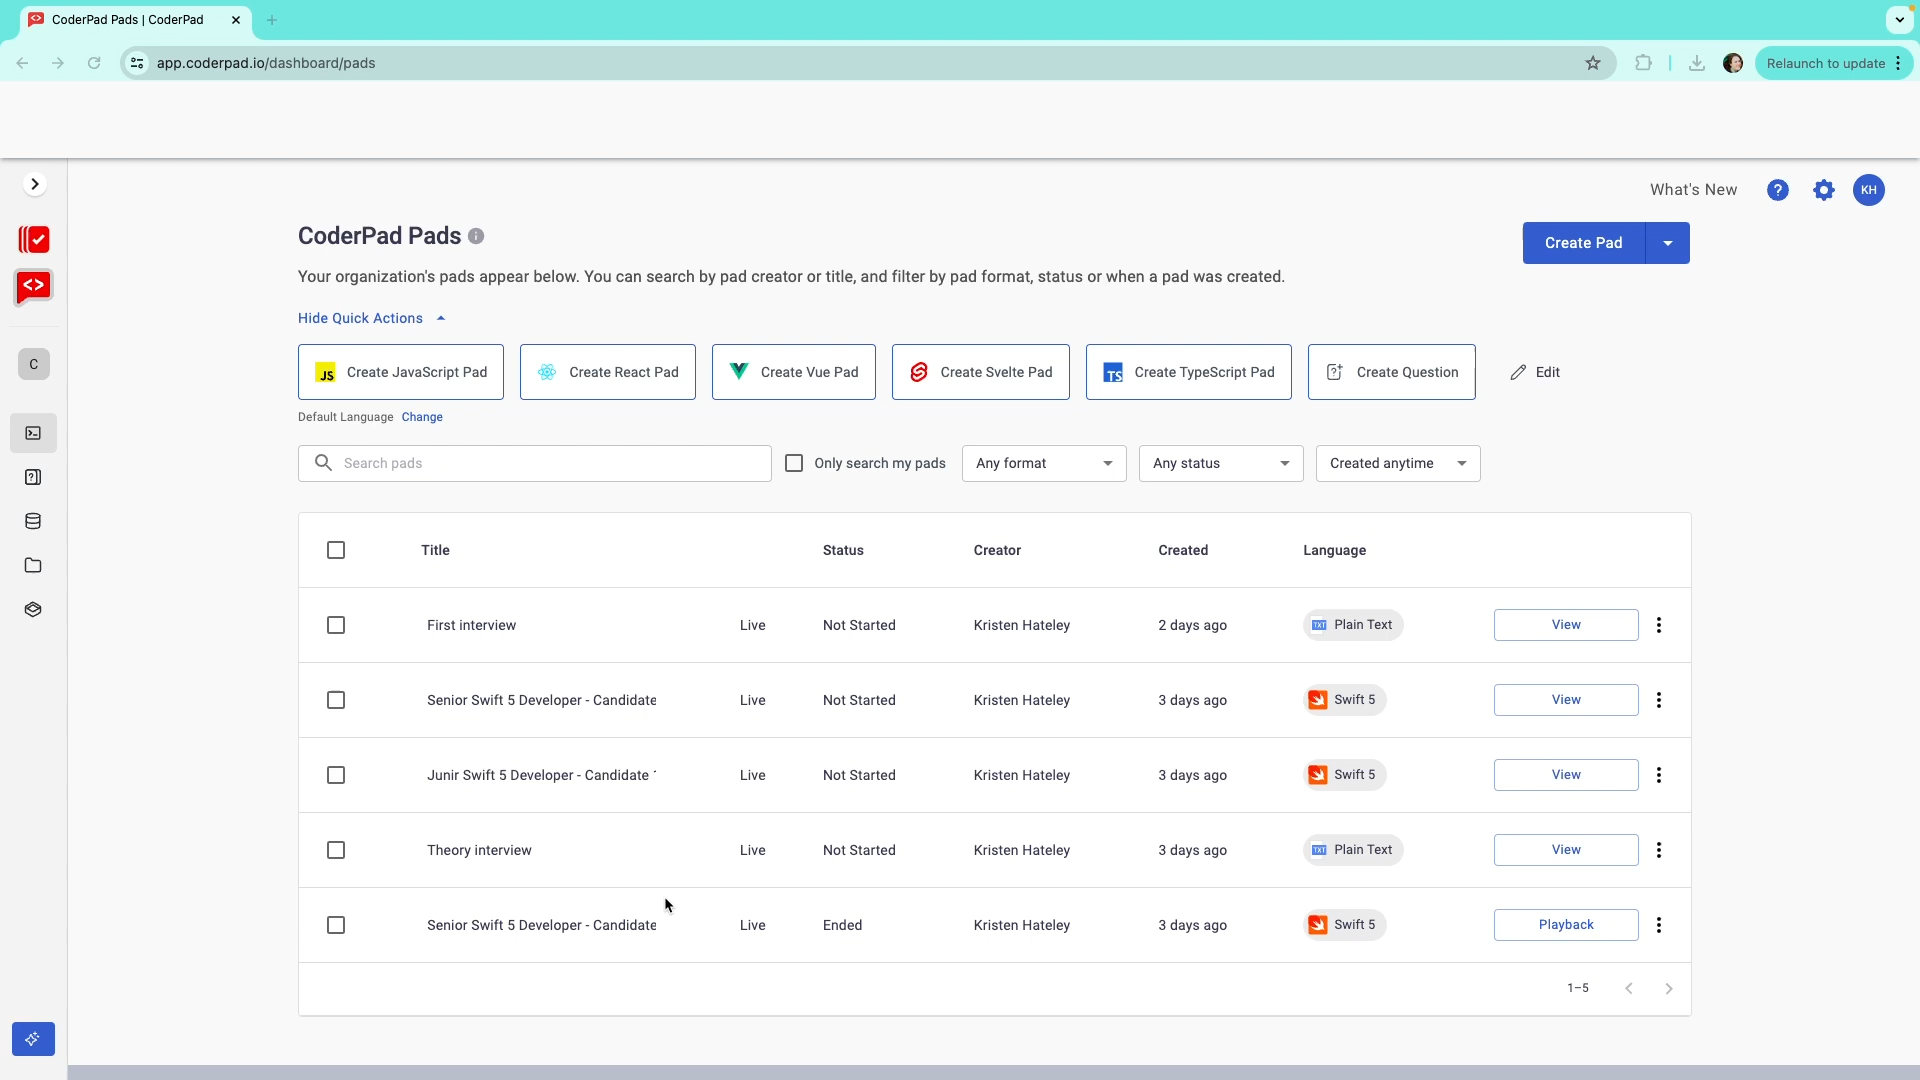 CoderPad Pads | CoderPad
app.coderpad.io/dashboard/pads
Relaunch to update
What's New
KH
CoderPad Pads
Create Pad
Your organization's pads appear below. You can search by pad creator or title, and filter by pad format, status or when a pad was created.
Hide Quick Actions
C
JS Create JavaScript Pad
Create React Pad
Create Vue Pad
Create Svelte Pad
TS Create TypeScript Pad
Create Question
Edit
Default Language Change
Search pads
Only search my pads
Any format
Any status
Created anytime
Title Status Creator Created Language
First interview Live Not Started Kristen Hateley 2 days ago TXT Plain Text View
Senior Swift 5 Developer - Candidate Live Not Started Kristen Hateley 3 days ago Swift 5 View
Junir Swift 5 Developer - Candidate Live Not Started Kristen Hateley 3 days ago Swift 5 View
Theory interview Live Not Started Kristen Hateley 3 days ago TXT Plain Text View
Senior Swift 5 Developer - Candidate Live Ended Kristen Hateley 3 days ago Swift 5 Playback
1–5